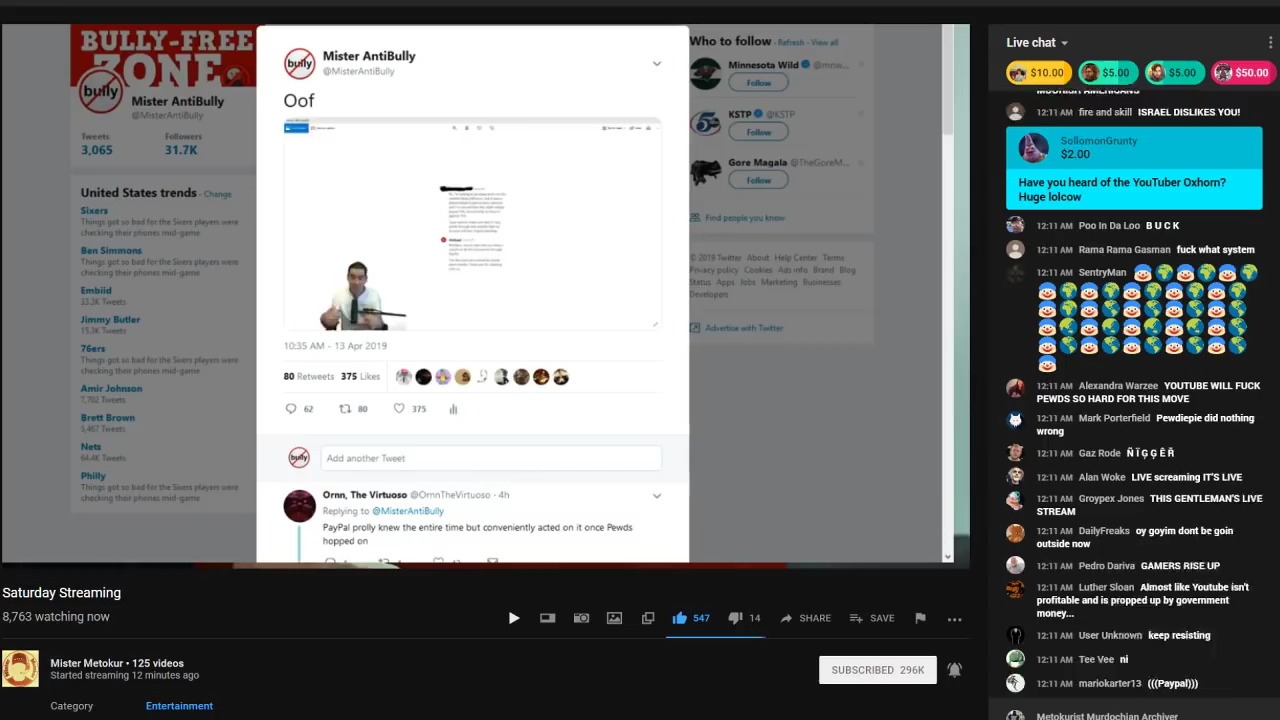 BULLY-FREE
ZONE
bully
Mister AntiBully
@MisterAntiBully
Tweets
3,065
Followers
31.7K
United States trends · Change
Sixers
Things got so bad for the Sixers players were
checking their phones mid-game
Ben Simmons
Things got so bad for the Sixers players were
checking their phones mid-game
Embiid
33.3K Tweets
Jimmy Butler
15.3K Tweets
76ers
Things got so bad for the Sixers players were
checking their phones mid-game
Amir Johnson
7,702 Tweets
Brett Brown
5,467 Tweets
Nets
64.4K Tweets
Philly
Things got so bad for the Sixers players were
checking their phones mid-game
bully
Mister AntiBully
@MisterAntiBully
Oof
10:35 AM - 13 Apr 2019
80 Retweets 375 Likes
62 80 375
bully
Add another Tweet
Ornn, The Virtuoso @OrnnTheVirtuoso · 4h
Replying to @MisterAntiBully
PayPal prolly knew the entire time but conveniently acted on it once Pewds
hopped on
Who to follow · Refresh · View all
Minnesota Wild @mnw...
Follow
KSTP @KSTP
Follow
Gore Magala @TheGoreM...
Follow
Find people you know
© 2019 Twitter About Help Center Terms
Privacy policy Cookies Ads info Brand Blog
Status Apps Jobs Marketing Businesses
Developers
Advertise with Twitter
Saturday Streaming
8,763 watching now
547 14 SHARE SAVE
Mister Metokur • 125 videos
Started streaming 12 minutes ago
SUBSCRIBED 296K
Category Entertainment
Live chat
$10.00 $5.00 $5.00 $50.00
MOORISH AMERICANS
12:11 AM fire and skill ISRAEL DISLIKES YOU!
SollomonGrunty
$2.00
Have you heard of the YouTuber Omorn?
Huge lolcow
12:11 AM Poo In Da Loo B L O R
12:11 AM Rama Rama Gaming fuck what system
12:11 AM SentryMan
12:11 AM Alexandra Warzee YOUTUBE WILL FUCK
PEWDS SO HARD FOR THIS MOVE
12:11 AM Mark Porterfield Pewdiepie did nothing
wrong
12:11 AM Gaz Rode Ñ Ï Ģ Ģ Ë Ř
12:11 AM Alan Woke LIVE screaming IT'S LIVE
12:11 AM Groypex Jones THIS GENTLEMAN'S LIVE
STREAM
12:11 AM DailyFreaks oy goyim dont be goin
outside now
12:11 AM Pedro Dariva GAMERS RISE UP
12:11 AM Luther Sloan Almost like Youtube isn't
profitable and is propped up by government
money...
12:11 AM User Unknown keep resisting
12:11 AM Tee Vee ni
12:11 AM mariokarter13 (((Paypal)))
Metokurist Murdochian Archiver